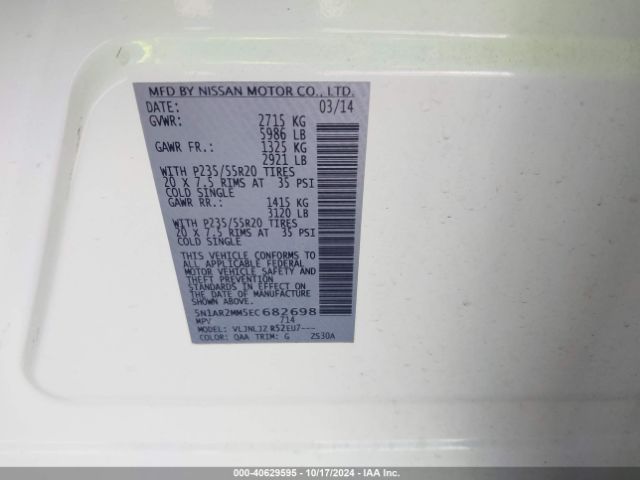 MFD BY NISSAN MOTOR CO., LTD.
DATE: 03/14
GVWR: 2715 KG
5986 LB
GAWR FR.: 1325 KG
2921 LB
WITH P235/55R20 TIRES
20 X 7.5 RIMS AT 35 PSI
COLD SINGLE
GAWR RR.: 1415 KG
3120 LB
WITH P235/55R20 TIRES
20 X 7.5 RIMS AT 35 PSI
COLD SINGLE
THIS VEHICLE CONFORMS TO
ALL APPLICABLE FEDERAL
MOTOR VEHICLE SAFETY AND
THEFT PREVENTION
STANDARDS IN EFFECT ON
THE DATE OF MANUFACTURE
SHOWN ABOVE.
5N1AR2MM5EC682698
MPV 714
MODEL: VLJNLJZ R52EU7---
COLOR: QAA TRIM: G ZS30A
000-40629595 - 10/17/2024 - IAA Inc.